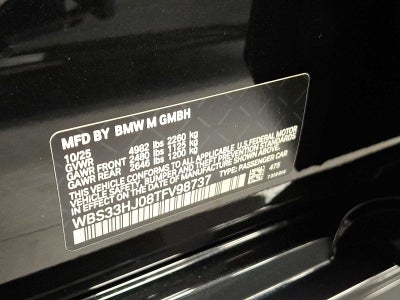 MFD BY BMW M GMBH
10/25
GVWR 4982 lbs 2260 kg
GAWR FRONT 2480 lbs 1125 kg
GAWR REAR 2646 lbs 1200 kg
THIS VEHICLE CONFORMS TO ALL APPLICABLE U.S. FEDERAL MOTOR
VEHICLE SAFETY, BUMPER, AND THEFT PREVENTION STANDARDS
IN EFFECT ON THE DATE OF MANUFACTURE SHOWN ABOVE.
WBS33HJ08TFV98737 TYPE: PASSENGER CAR
475